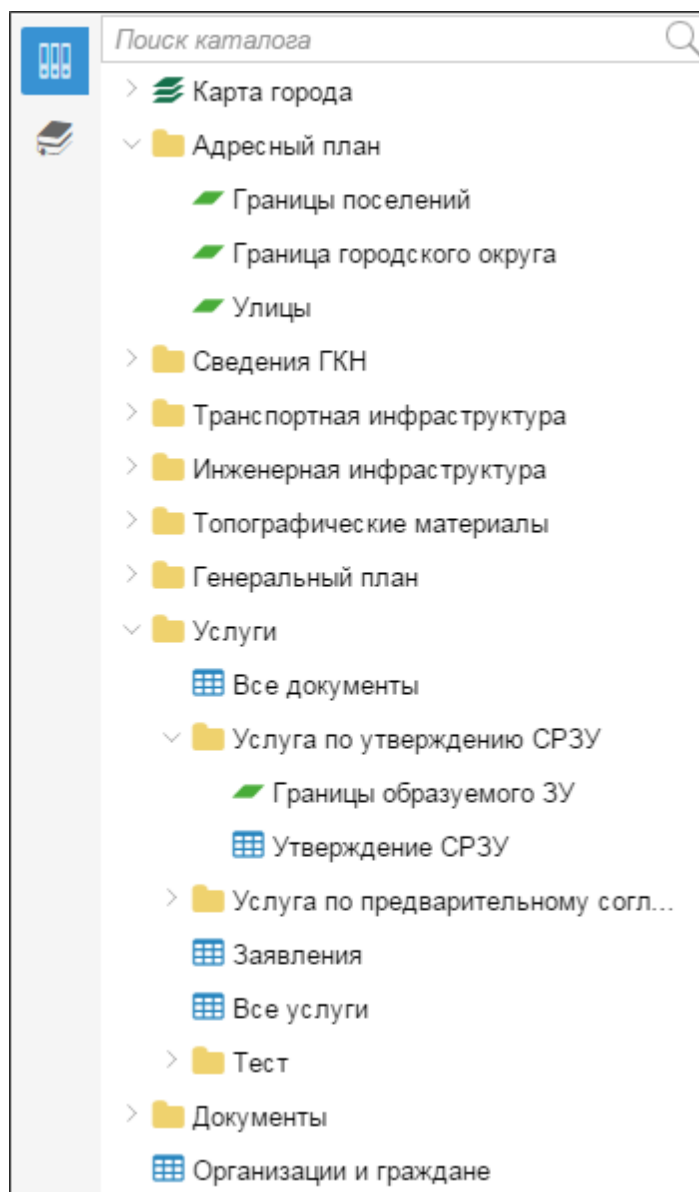 Поиск каталога
Карта города
Адресный план
Границы поселений
Граница городского округа
Улицы
Сведения ГКН
Транспортная инфраструктура
Инженерная инфраструктура
Топографические материалы
Генеральный план
Услуги
Все документы
Услуга по утверждению СРЗУ
Границы образуемого ЗУ
Утверждение СРЗУ
Услуга по предварительному согл...
Заявления
Все услуги
Тест
Документы
Организации и граждане